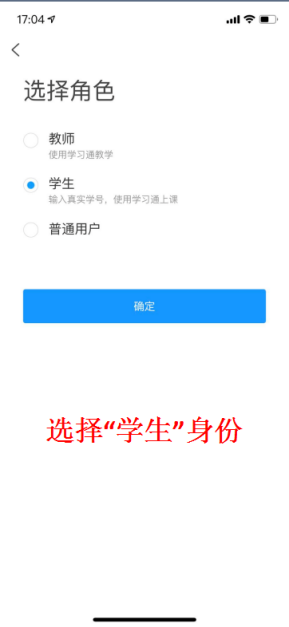 17:04
选择角色
教师
使用学习通教学
学生
输入真实学号，使用学习通上课
普通用户
确定
选择“学生”身份